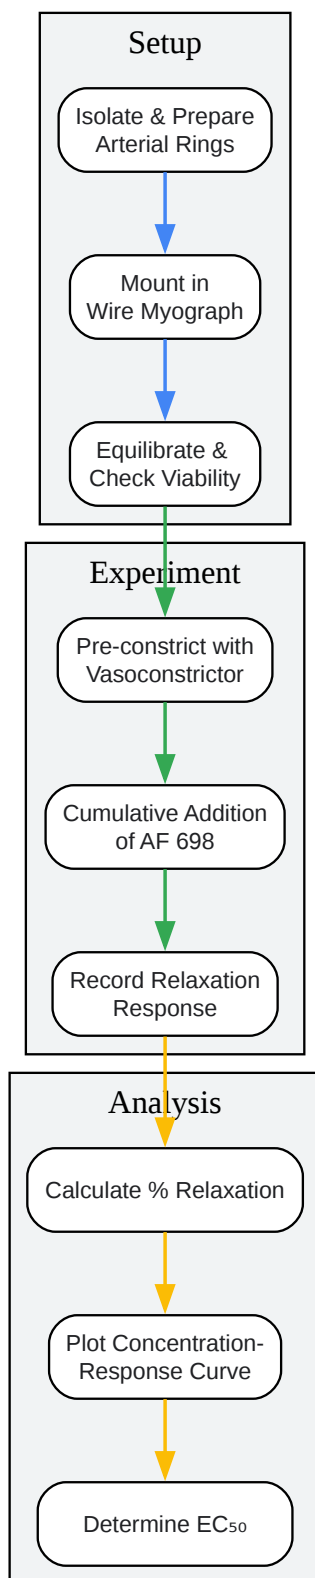 Setup
Isolate & Prepare
Arterial Rings
Mount in
Wire Myograph
Equilibrate &
Check Viability
Experiment
Pre-constrict with
Vasoconstrictor
Cumulative Addition
of AF 698
Record Relaxation
Response
Analysis
Calculate % Relaxation
Plot Concentration-
Response Curve
Determine EC₅₀